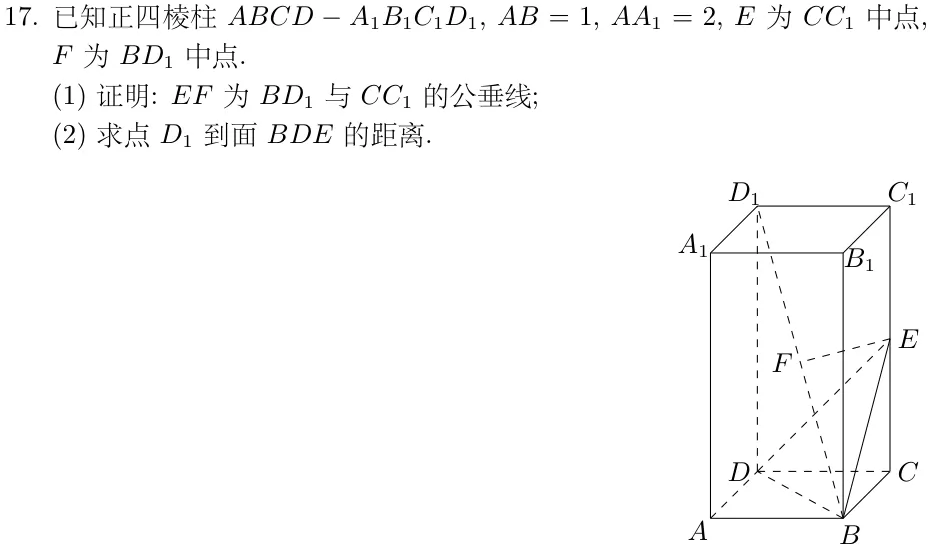 17. 已知正四棱柱 ABCD − A₁B₁C₁D₁, AB = 1, AA₁ = 2, E 为 CC₁ 中点,
F 为 BD₁ 中点.
(1) 证明: EF 为 BD₁ 与 CC₁ 的公垂线;
(2) 求点 D₁ 到面 BDE 的距离.
D₁
C₁
A₁
B₁
E
F
D
C
A
B